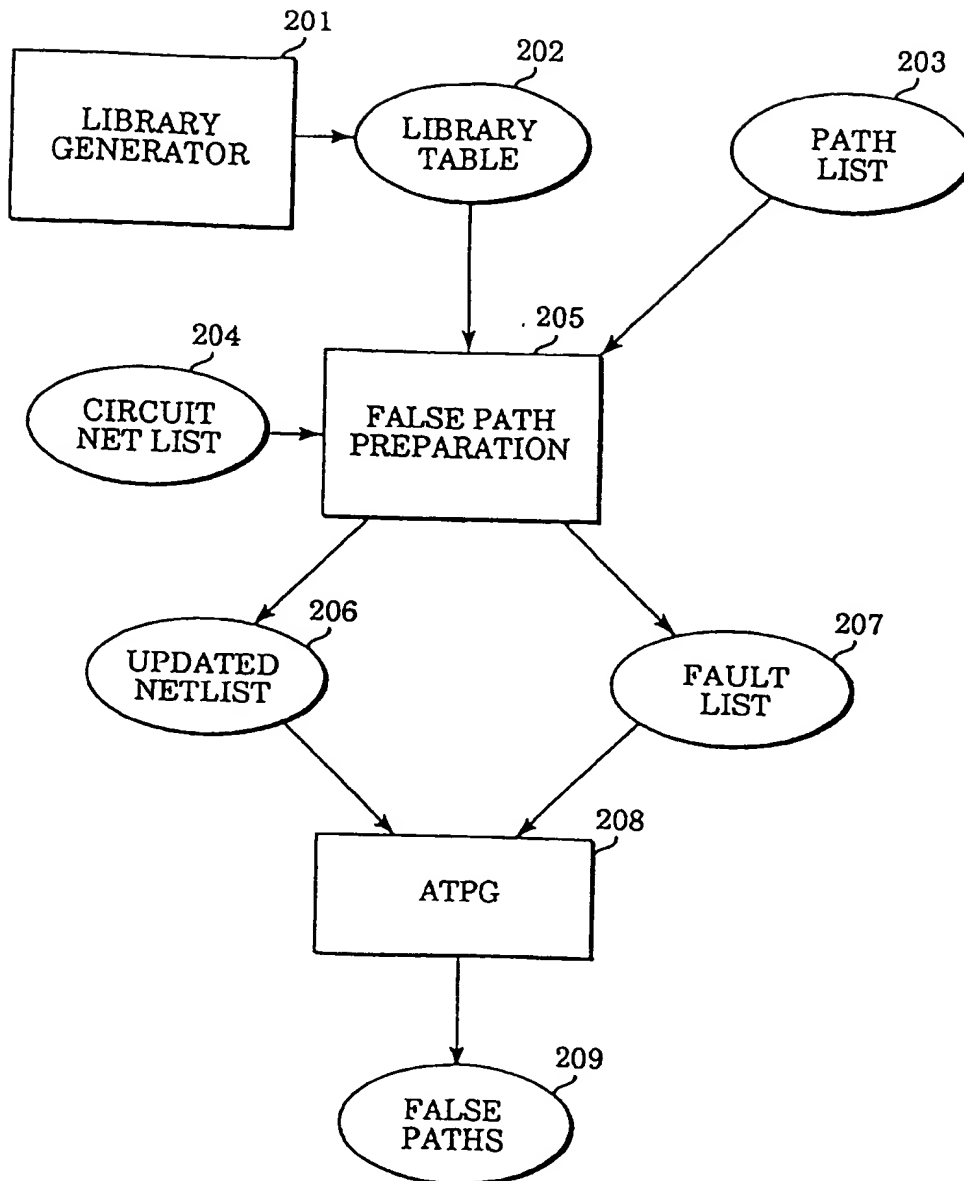 201
LIBRARY
GENERATOR
202
LIBRARY
TABLE
203
PATH
LIST
204
CIRCUIT
NET LIST
205
FALSE PATH
PREPARATION
206
UPDATED
NETLIST
207
FAULT
LIST
208
ATPG
209
FALSE
PATHS